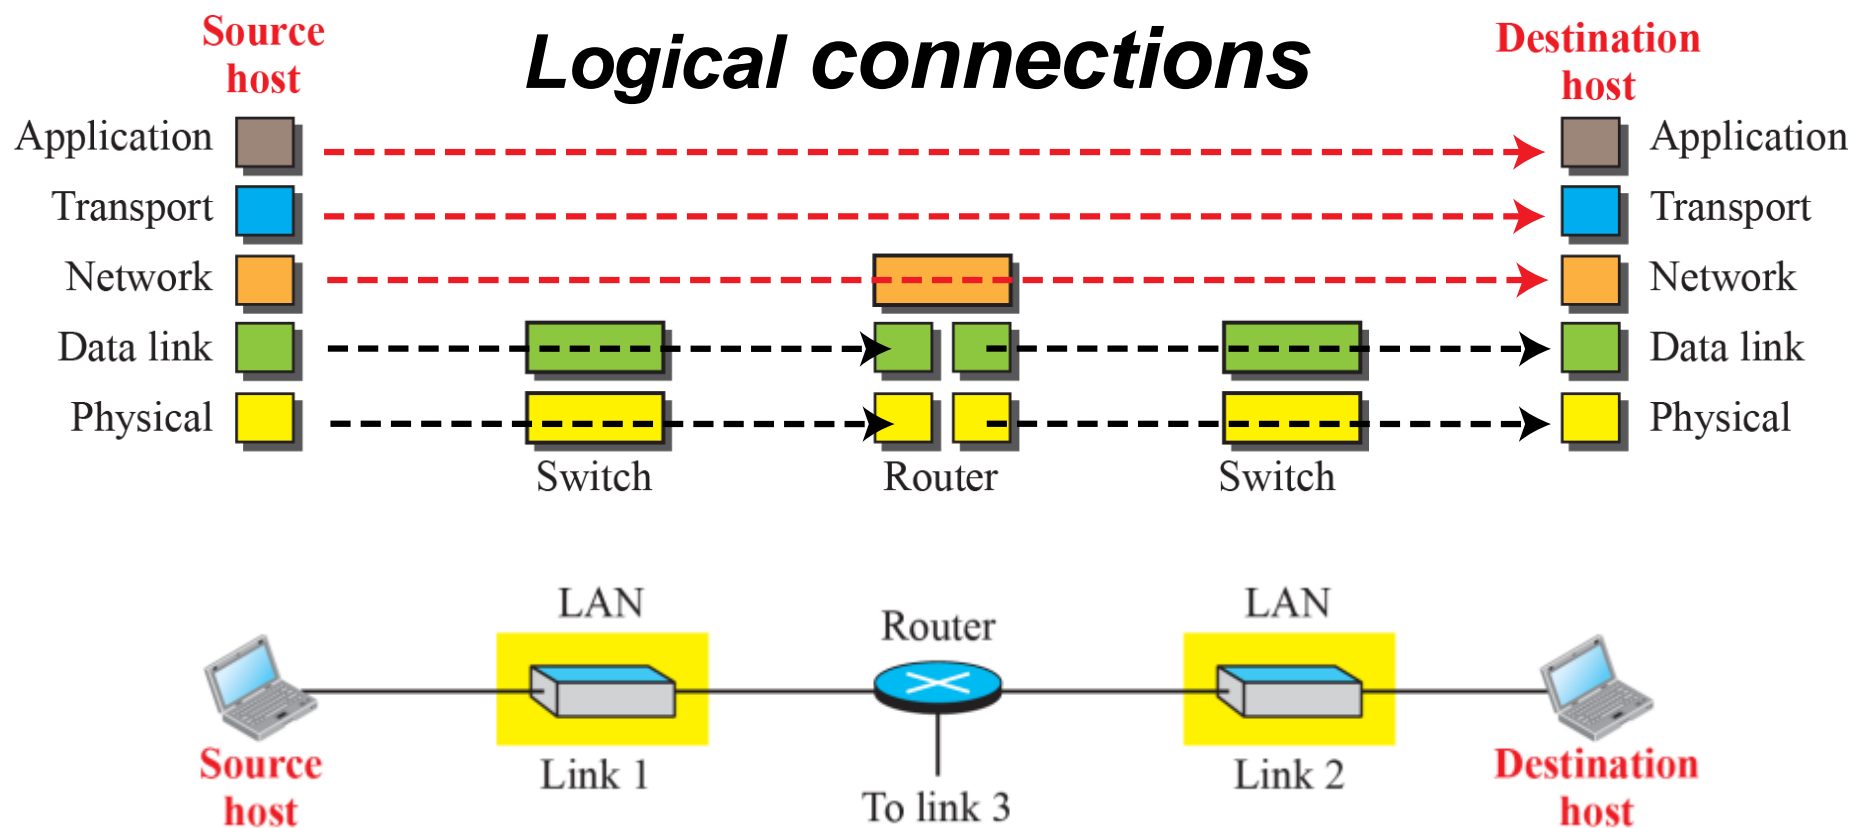 Source
host
Logical connections
Destination
host
Application
Application
Transport
Transport
Network
Network
Data link
Data link
Physical
Physical
Switch
Router
Switch
LAN
Router
LAN
Source
host
Link 1
To link 3
Link 2
Destination
host